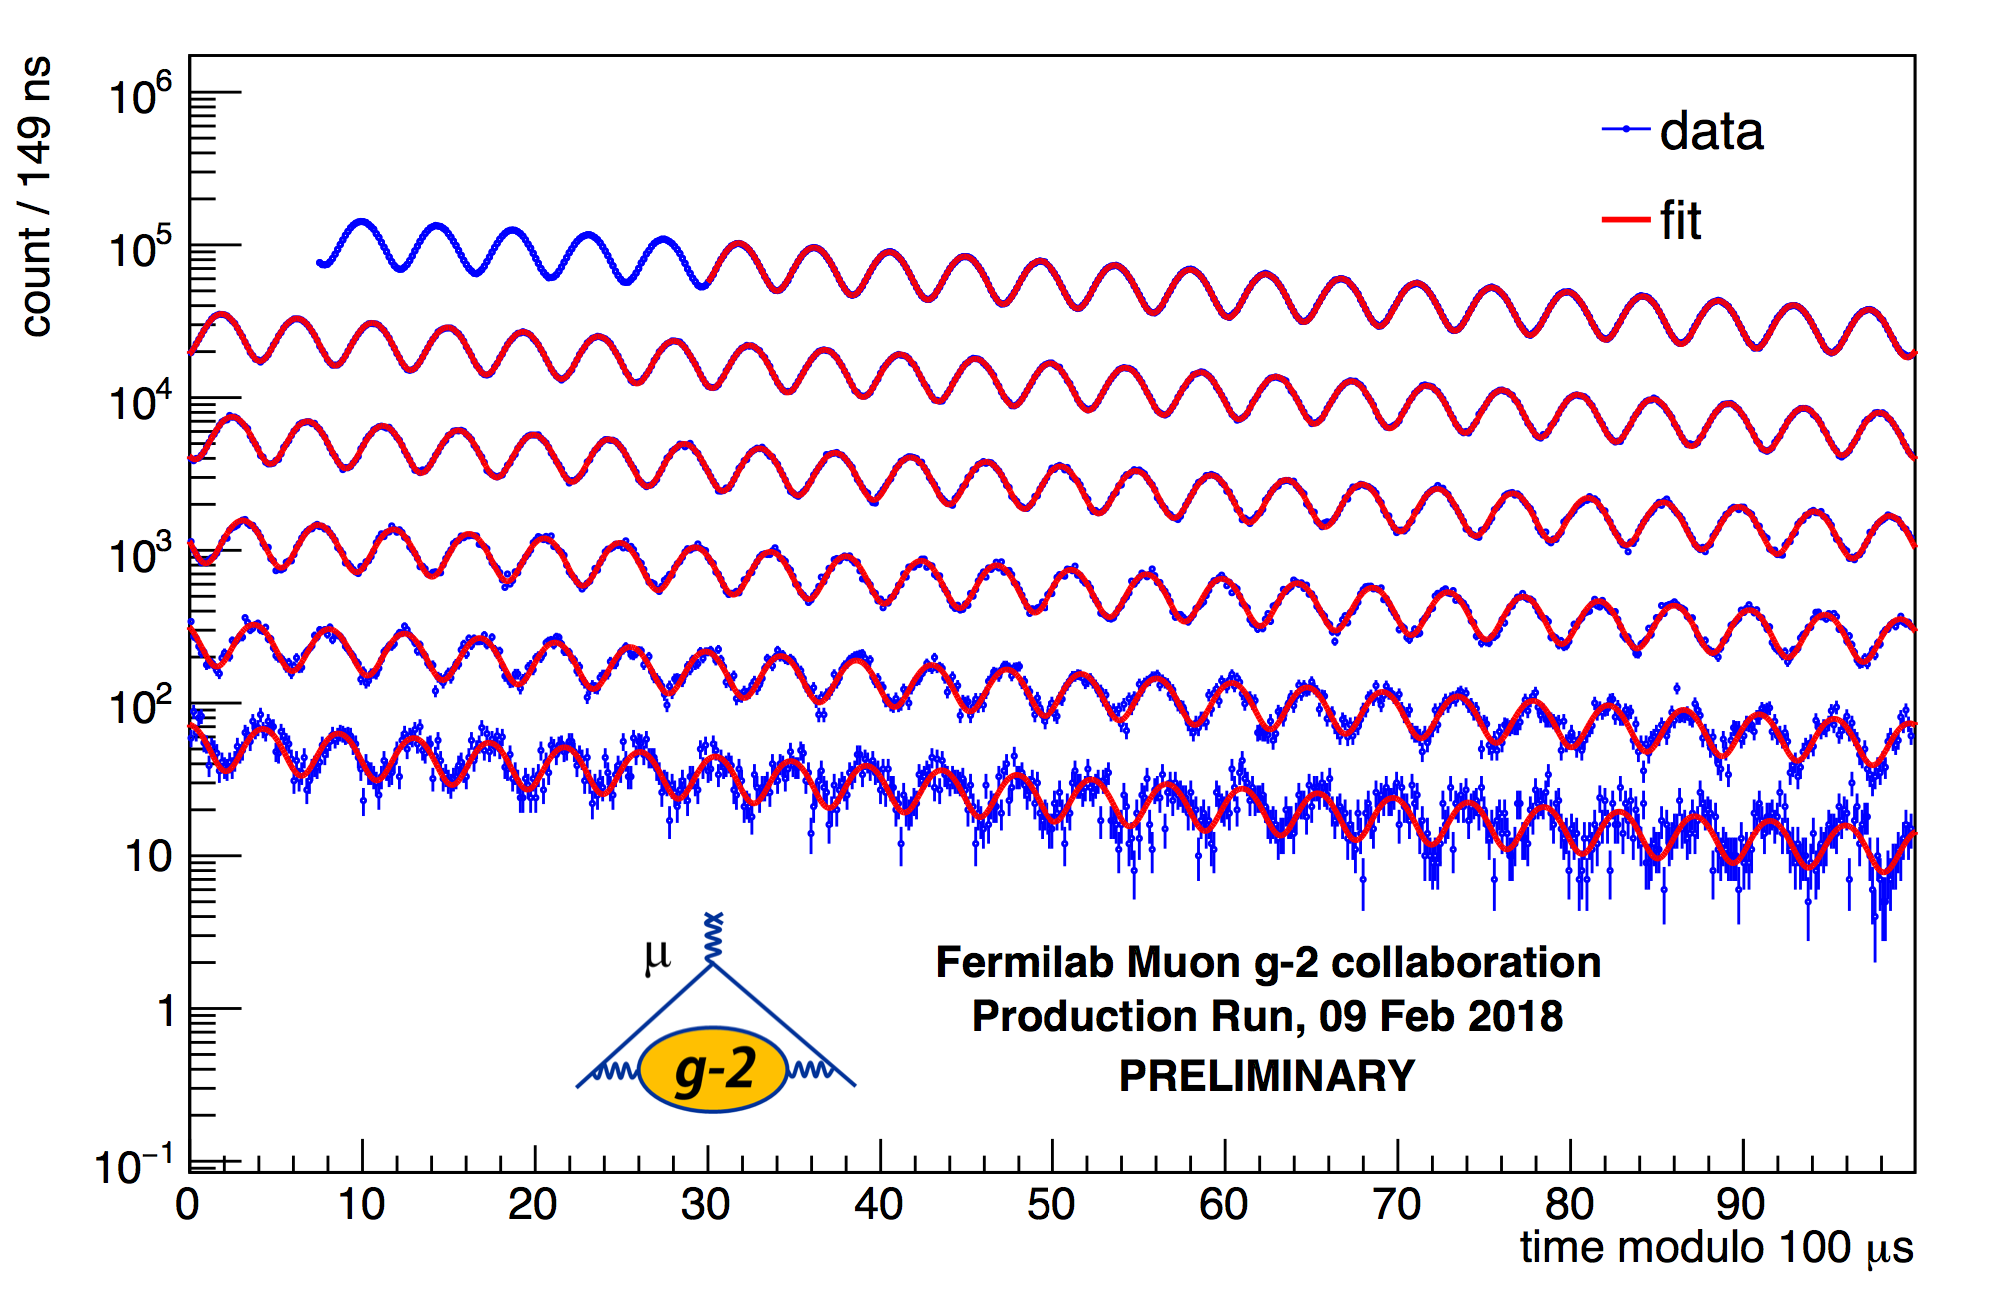 count / 149 ns
10⁶
10⁵
10⁴
10³
10²
10
1
10⁻¹
data
fit
μ
g-2
Fermilab Muon g-2 collaboration
Production Run, 09 Feb 2018
PRELIMINARY
0 10 20 30 40 50 60 70 80 90
time modulo 100 μs